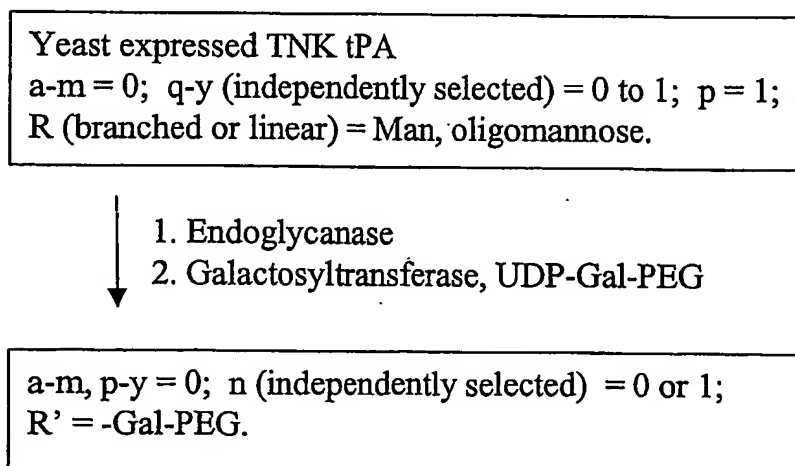 Yeast expressed TNK tPA
a-m = 0; q-y (independently selected) = 0 to 1; p = 1;
R (branched or linear) = Man, oligomannose.
1. Endoglycanase
2. Galactosyltransferase, UDP-Gal-PEG
a-m, p-y = 0; n (independently selected) = 0 or 1;
R’ = -Gal-PEG.